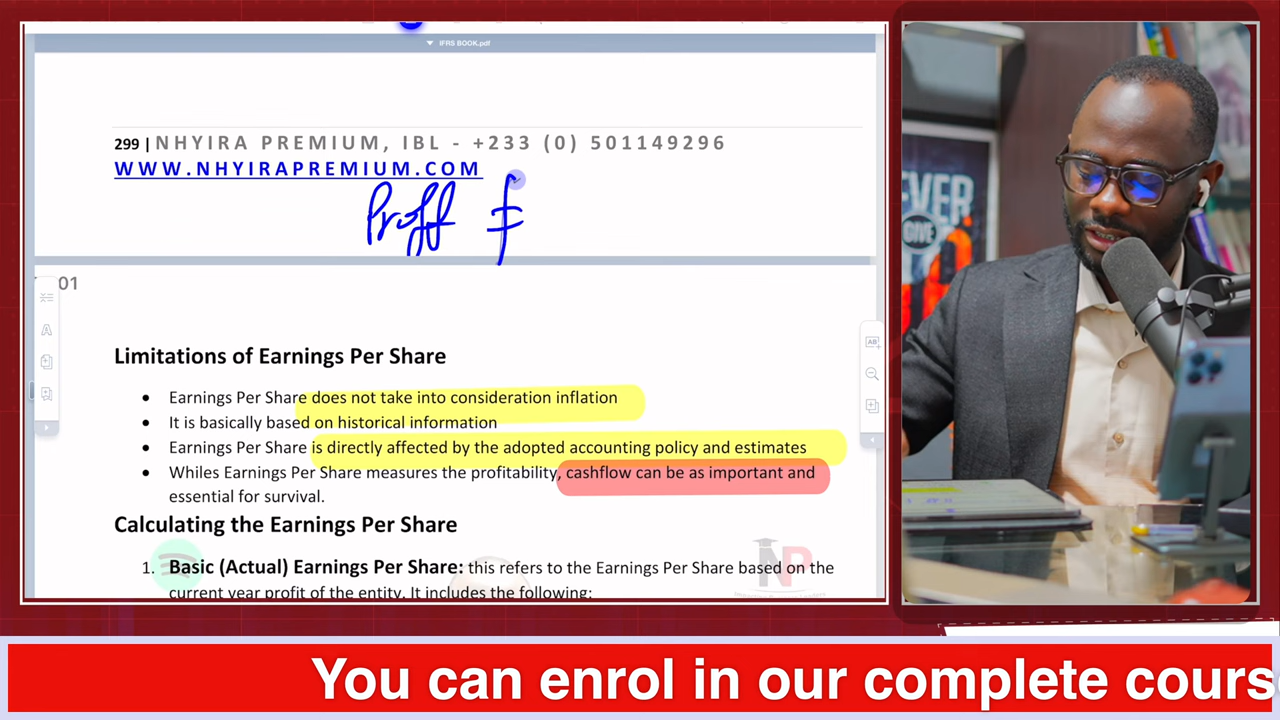 IFRS BOOK.pdf
299 | NHYIRA PREMIUM, IBL - +233 (0) 501149296
WWW.NHYIRAPREMIUM.COM
Proff
01
Limitations of Earnings Per Share
• Earnings Per Share does not take into consideration inflation
• It is basically based on historical information
• Earnings Per Share is directly affected by the adopted accounting policy and estimates
• Whiles Earnings Per Share measures the profitability, cashflow can be as important and
essential for survival.
Calculating the Earnings Per Share
1. Basic (Actual) Earnings Per Share: this refers to the Earnings Per Share based on the
current year profit of the entity. It includes the following:
NP
EVER
GIVE
You can enrol in our complete cours